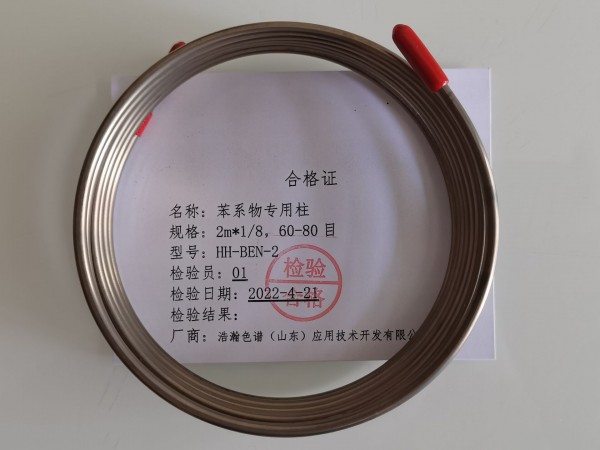 合格证
名称：苯系物专用柱
规格：2m*1/8，60-80 目
型号：HH-BEN-2
检验员：01
检验日期：2022-4-21
检验结果：
检验
合格
厂商：浩瀚色谱（山东）应用技术开发有限公